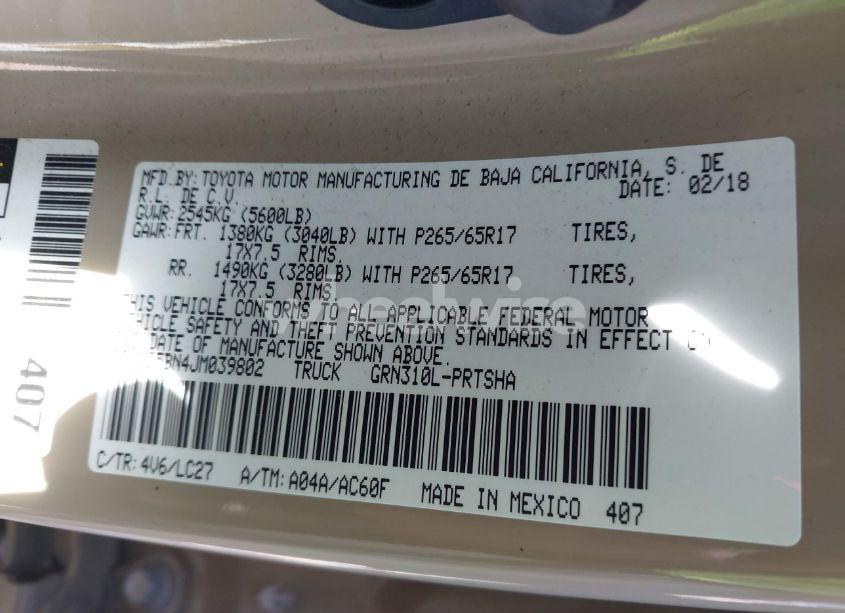 MFD.BY:TOYOTA MOTOR MANUFACTURING DE BAJA CALIFORNIA, S. DE
R.L. DE C.V. DATE: 02/18
GVWR:2545KG (5600LB)
GAWR:FRT. 1380KG (3040LB) WITH P265/65R17 TIRES,
17X7.5 RIMS.
RR. 1490KG (3280LB) WITH P265/65R17 TIRES,
17X7.5 RIMS.
THIS VEHICLE CONFORMS TO ALL APPLICABLE FEDERAL MOTOR
VEHICLE SAFETY AND THEFT PREVENTION STANDARDS IN EFFECT ON
DATE OF MANUFACTURE SHOWN ABOVE.
BN4JM039802 TRUCK GRN310L-PRTSHA
C/TR: 4V6/LC27 A/TM: A04A/AC60F MADE IN MEXICO 407
407